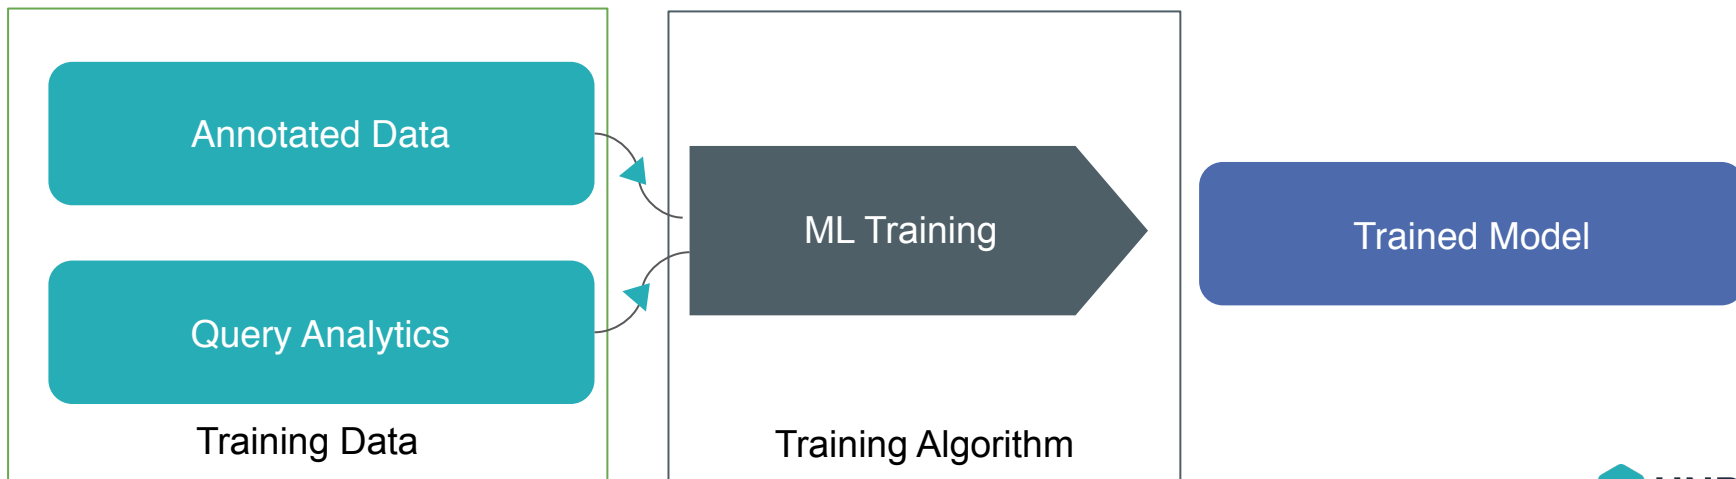 Annotated Data
Query Analytics
Training Data
ML Training
Training Algorithm
Trained Model